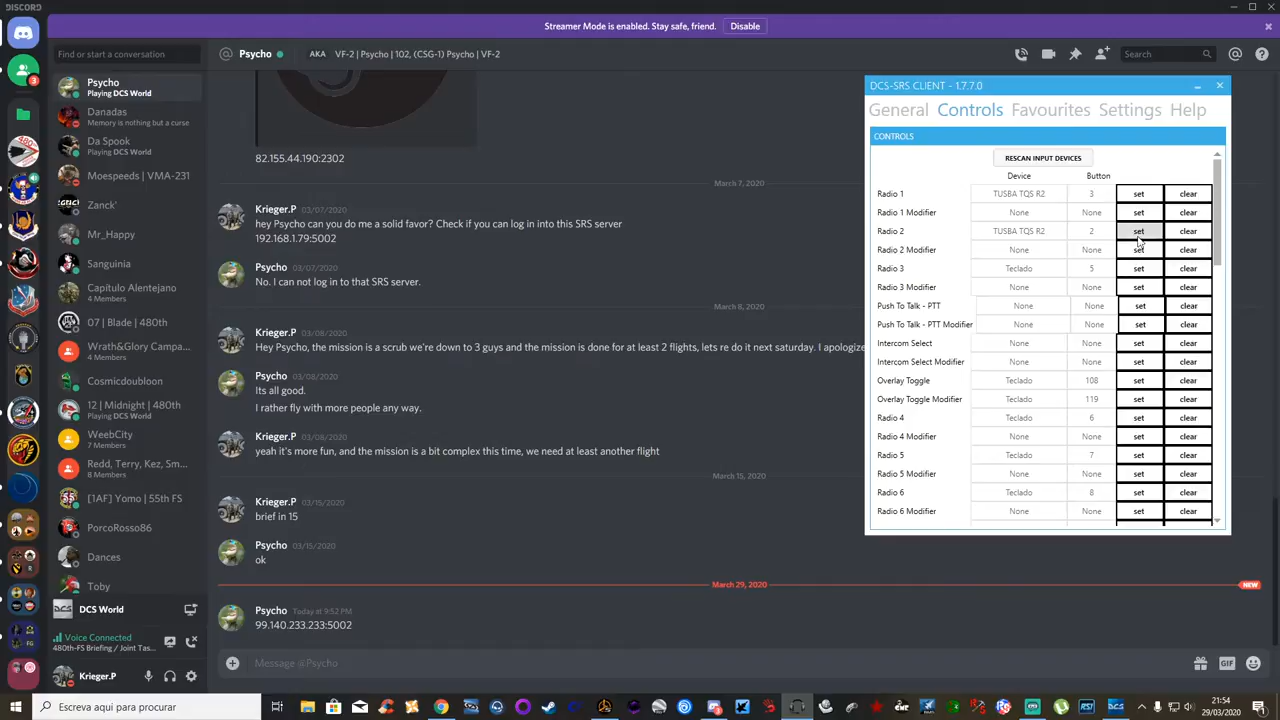 DISCORD
Streamer Mode is enabled. Stay safe, friend. Disable
Find or start a conversation
@ Psycho AKA VF-2 | Psycho | 102, (CSG-1) Psycho | VF-2
Search
3
Psycho
Playing DCS World
Danadas
Memory is nothing but a curse
Da Spook
Playing DCS World
Moespeeds | VMA-231
Zanck'
Mr_Happy
Sanguinia
Capítulo Alentejano
4 Members
07 | Blade | 480th
Wrath&Glory Campa...
4 Members
Cosmicdoubloon
12 | Midnight | 480th
Playing DCS World
WeebCity
7 Members
Redd, Terry, Kez, Sm...
8 Members
[1AF] Yomo | 55th FS
PorcoRosso86
Dances
Toby
DCS World
Voice Connected
480th-FS Briefing / Joint Tas...
Krieger.P
82.155.44.190:2302
March 7, 2020
Krieger.P 03/07/2020
hey Psycho can you do me a solid favor? Check if you can log in into this SRS server
192.168.1.79:5002
Psycho 03/07/2020
No. I can not log in to that SRS server.
March 8, 2020
Krieger.P 03/08/2020
Hey Psycho, the mission is a scrub we're down to 3 guys and the mission is done for at least 2 flights, lets re do it next saturday. I apologize
Psycho 03/08/2020
Its all good.
I rather fly with more people any way.
Krieger.P 03/08/2020
yeah it's more fun, and the mission is a bit complex this time, we need at least another flight
March 15, 2020
Krieger.P 03/15/2020
brief in 15
Psycho 03/15/2020
ok
March 29, 2020 NEW
Psycho Today at 9:52 PM
99.140.233.233:5002
Message @Psycho
GIF
DCS-SRS CLIENT - 1.7.7.0
General Controls Favourites Settings Help
CONTROLS
RESCAN INPUT DEVICES
Device Button
Radio 1 TUSBA TQS R2 3 set clear
Radio 1 Modifier None None set clear
Radio 2 TUSBA TQS R2 2 set clear
Radio 2 Modifier None None set clear
Radio 3 Teclado 5 set clear
Radio 3 Modifier None None set clear
Push To Talk - PTT None None set clear
Push To Talk - PTT Modifier None None set clear
Intercom Select None None set clear
Intercom Select Modifier None None set clear
Overlay Toggle Teclado 108 set clear
Overlay Toggle Modifier Teclado 119 set clear
Radio 4 Teclado 6 set clear
Radio 4 Modifier None None set clear
Radio 5 Teclado 7 set clear
Radio 5 Modifier None None set clear
Radio 6 Teclado 8 set clear
Radio 6 Modifier None None set clear
Escreva aqui para procurar
21:54
29/03/2020